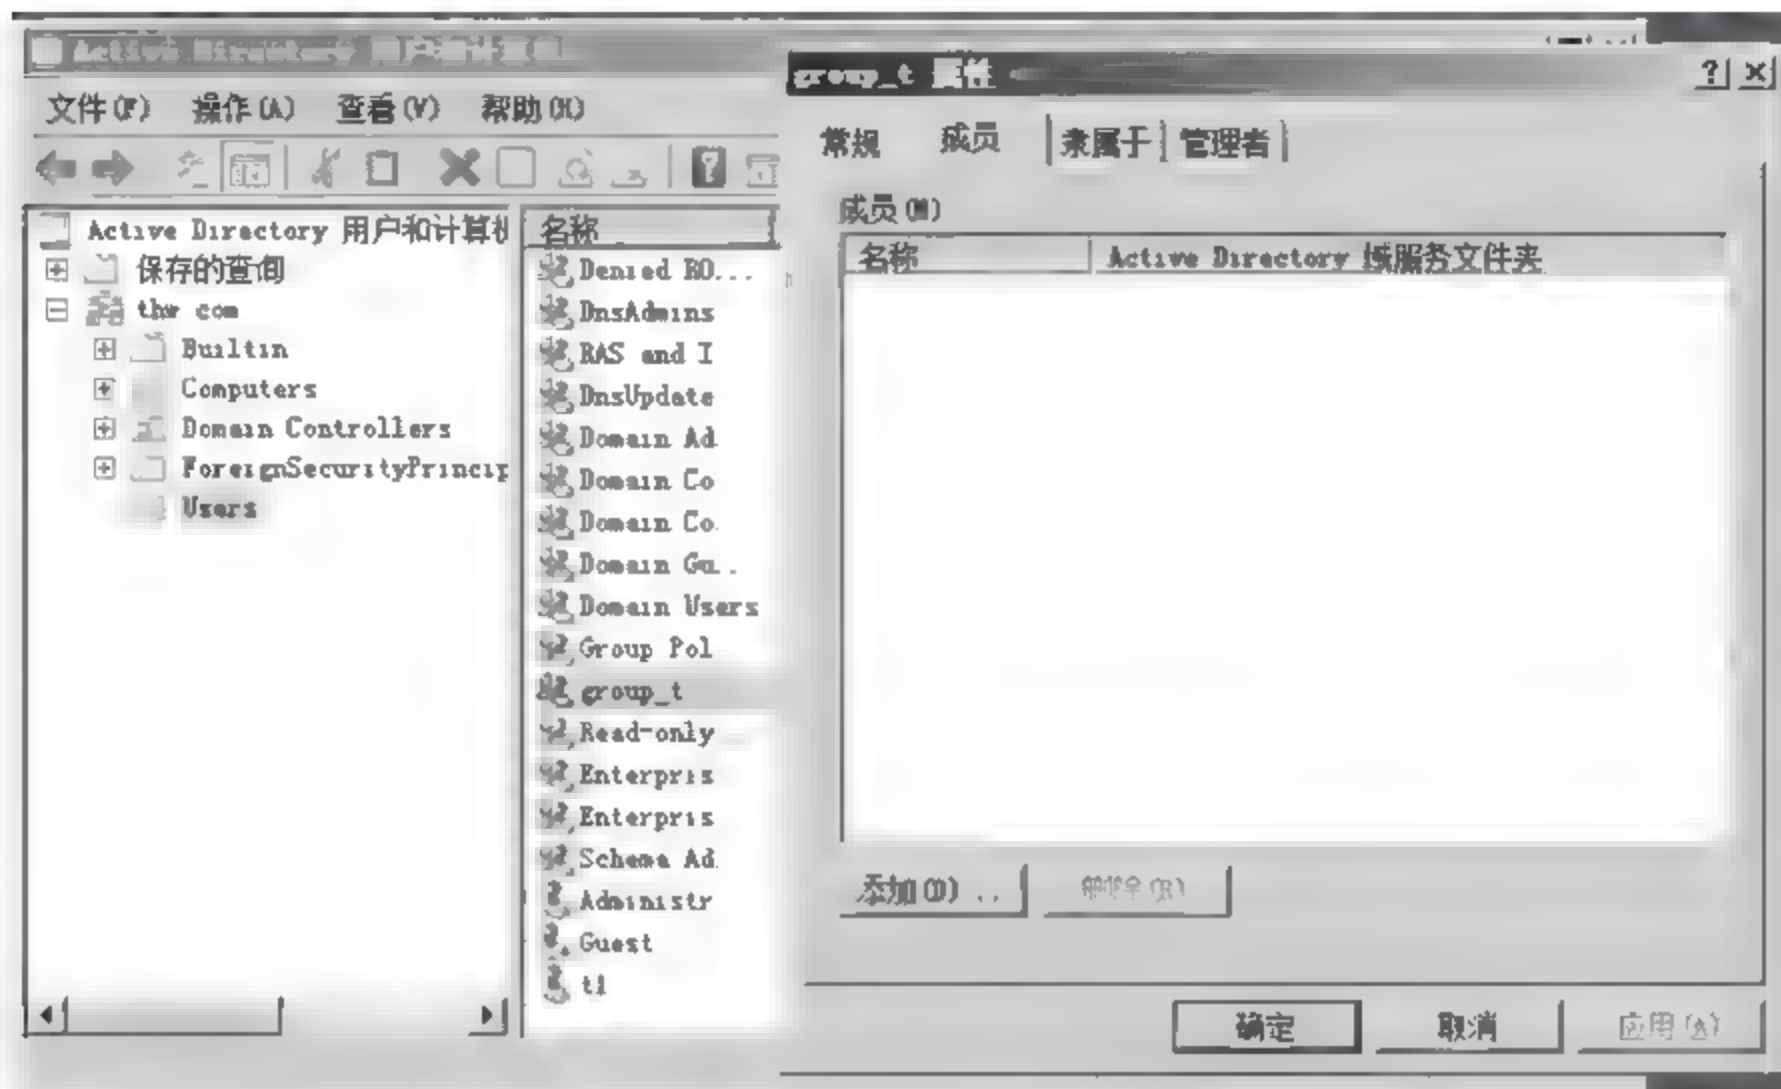 Active Directory 用户和计算机
文件(F) 操作(A) 查看(V) 帮助(H)
Active Directory 用户和计算机
保存的查询
thw com
Builtin
Computers
Domain Controllers
ForeignSecurityPrincip
Users
名称
Denied RO...
DnsAdmins
RAS and I
DnsUpdate
Domain Ad
Domain Co
Domain Co.
Domain Gu..
Domain Users
Group Pol
group_t
Read-only
Enterpris
Enterpris
Schema Ad.
Administr
Guest
t1
group_t 属性
常规 成员 隶属于 管理者
成员(M)
名称 Active Directory 域服务文件夹
添加(D)... 删除(R)
确定 取消 应用(A)